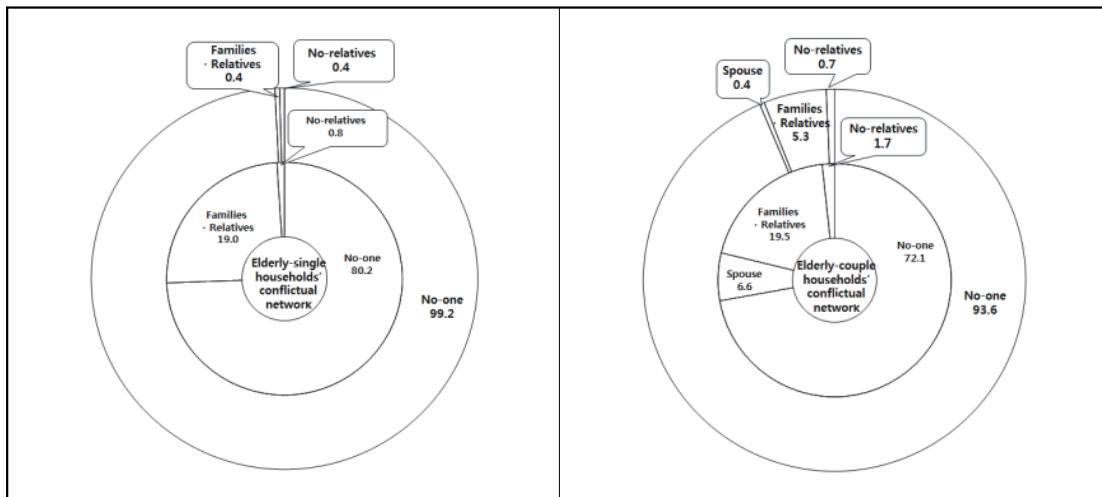 Families
· Relatives
0.4
No-relatives
0.4
No-relatives
0.8
Families
· Relatives
19.0
No-one
80.2
Elderly-single
households'
conflictual
network
No-one
99.2
Spouse
0.4
No-relatives
0.7
Families
· Relatives
5.3
No-relatives
1.7
Families
· Relatives
19.5
No-one
72.1
Spouse
6.6
Elderly-couple
households'
conflictual
network
No-one
93.6